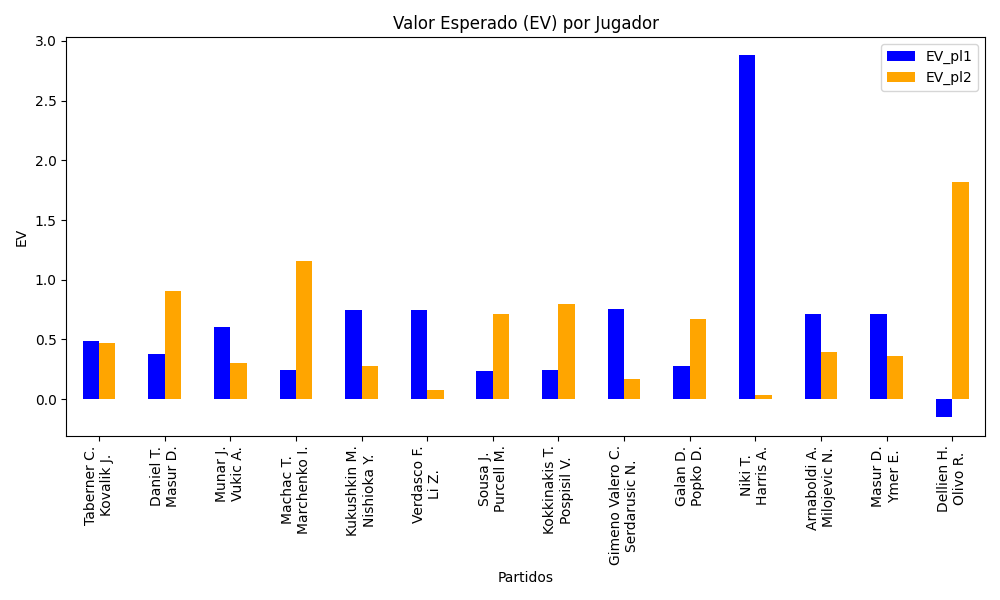 Valor Esperado (EV) por Jugador
EV_pl1
EV_pl2
EV
3.0
2.5
2.0
1.5
1.0
0.5
0.0
Taberner C.
Kovalik J.
Daniel T.
Masur D.
Munar J.
Vukic A.
Machac T.
Marchenko I.
Kukushkin M.
Nishioka Y.
Verdasco F.
Li Z.
Sousa J.
Purcell M.
Kokkinakis T.
Pospisil V.
Gimeno Valero C.
Serdarusic N.
Galan D.
Popko D.
Niki T.
Harris A.
Arnaboldi A.
Milojevic N.
Masur D.
Ymer E.
Dellien H.
Olivo R.
Partidos